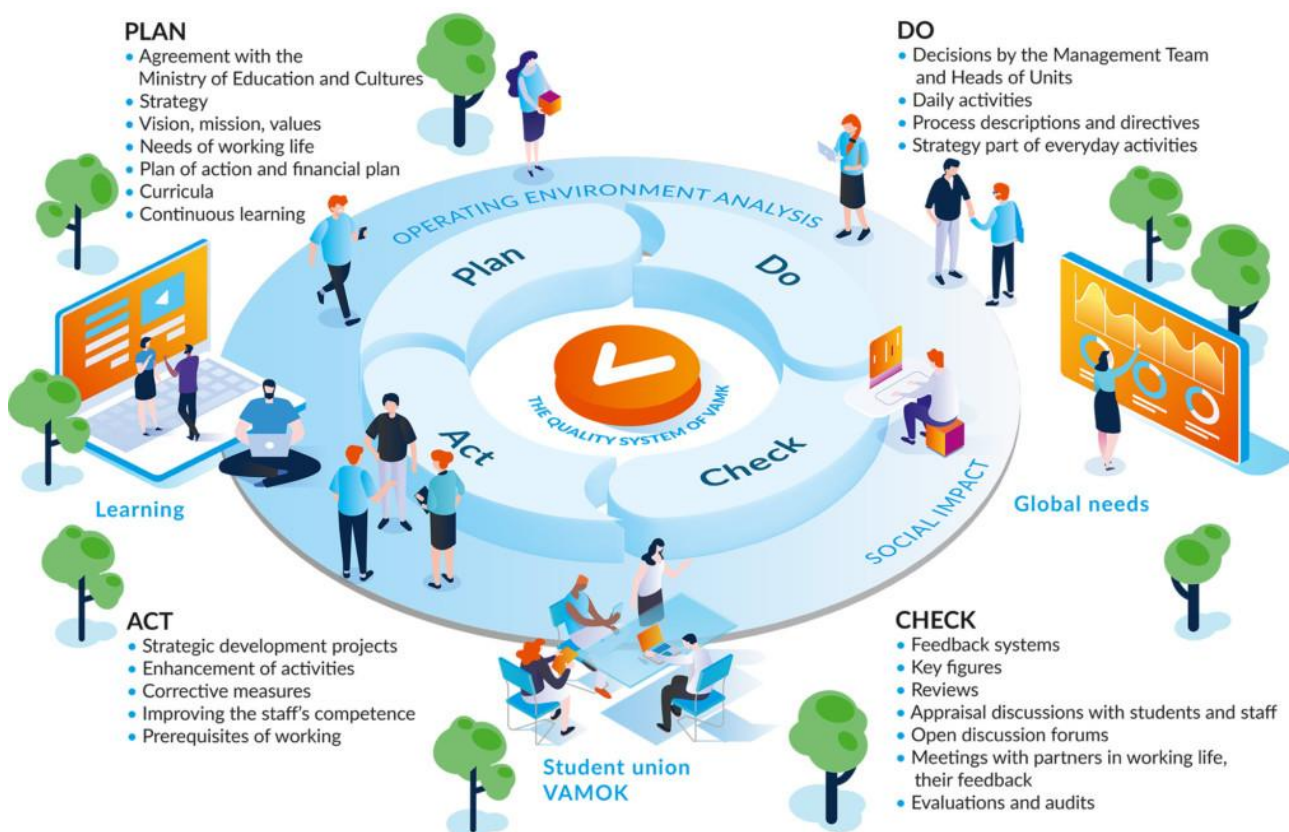 PLAN
• Agreement with the
Ministry of Education and Cultures
• Strategy
• Vision, mission, values
• Needs of working life
• Plan of action and financial plan
• Curricula
• Continuous learning
DO
• Decisions by the Management Team
and Heads of Units
• Daily activities
• Process descriptions and directives
• Strategy part of everyday activities
OPERATING ENVIRONMENT ANALYSIS
Plan
Do
THE QUALITY SYSTEM OF VAMK
Act
Check
SOCIAL IMPACT
Learning
Global needs
ACT
• Strategic development projects
• Enhancement of activities
• Corrective measures
• Improving the staff's competence
• Prerequisites of working
Student union
VAMOK
CHECK
• Feedback systems
• Key figures
• Reviews
• Appraisal discussions with students and staff
• Open discussion forums
• Meetings with partners in working life,
their feedback
• Evaluations and audits